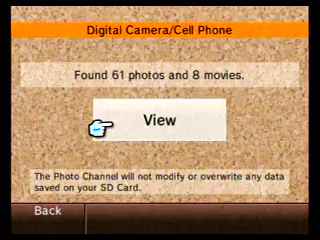 Digital Camera/Cell Phone
Found 61 photos and 8 movies.
View
The Photo Channel will not modify or overwrite any data
saved on your SD Card.
Back